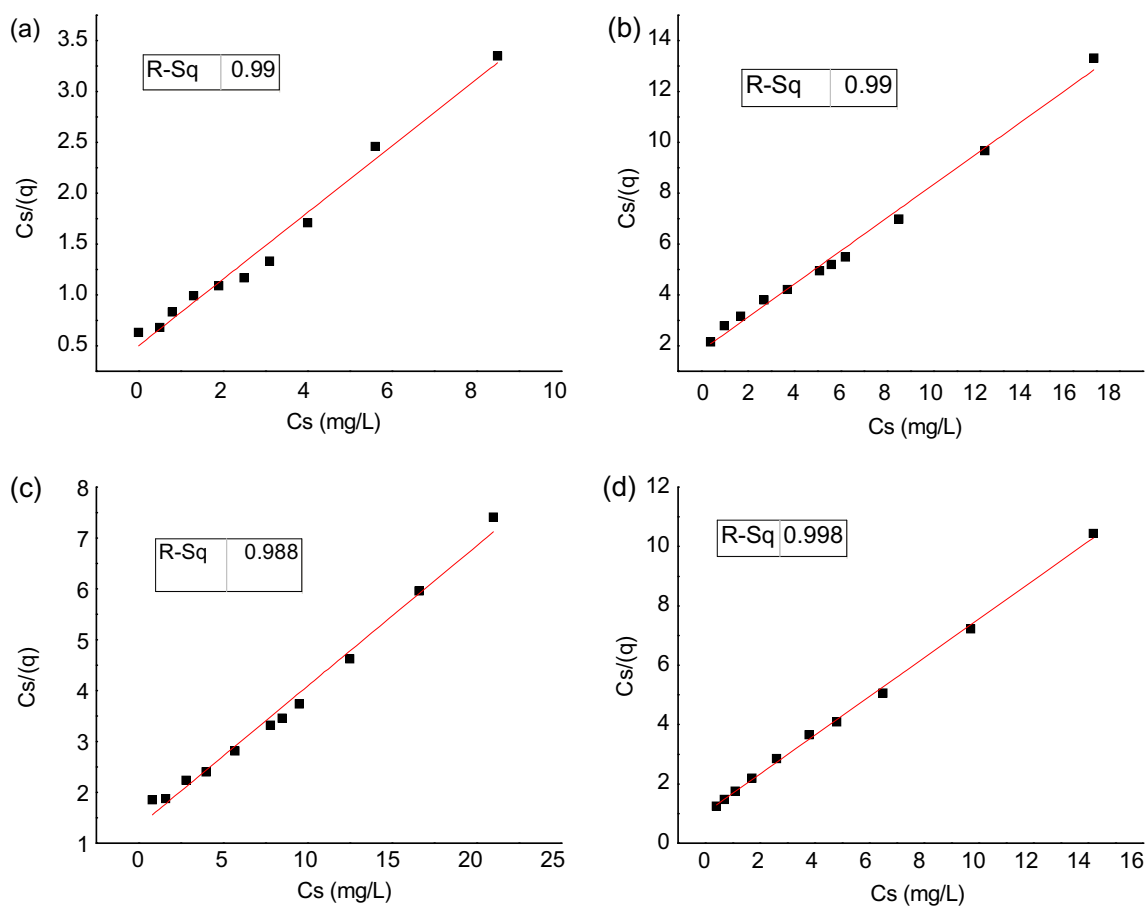 (a)
3.5
3.0
2.5
2.0
1.5
1.0
0.5
Cs/(q)
R-Sq 0.99
0 2 4 6 8 10
Cs (mg/L)
(b)
14
12
10
8
6
4
2
Cs/(q)
R-Sq 0.99
0 2 4 6 8 10 12 14 16 18
Cs (mg/L)
(c)
8
7
6
5
4
3
2
1
Cs/(q)
R-Sq 0.988
0 5 10 15 20 25
Cs (mg/L)
(d)
12
10
8
6
4
2
0
Cs/(q)
R-Sq 0.998
0 2 4 6 8 10 12 14 16
Cs (mg/L)